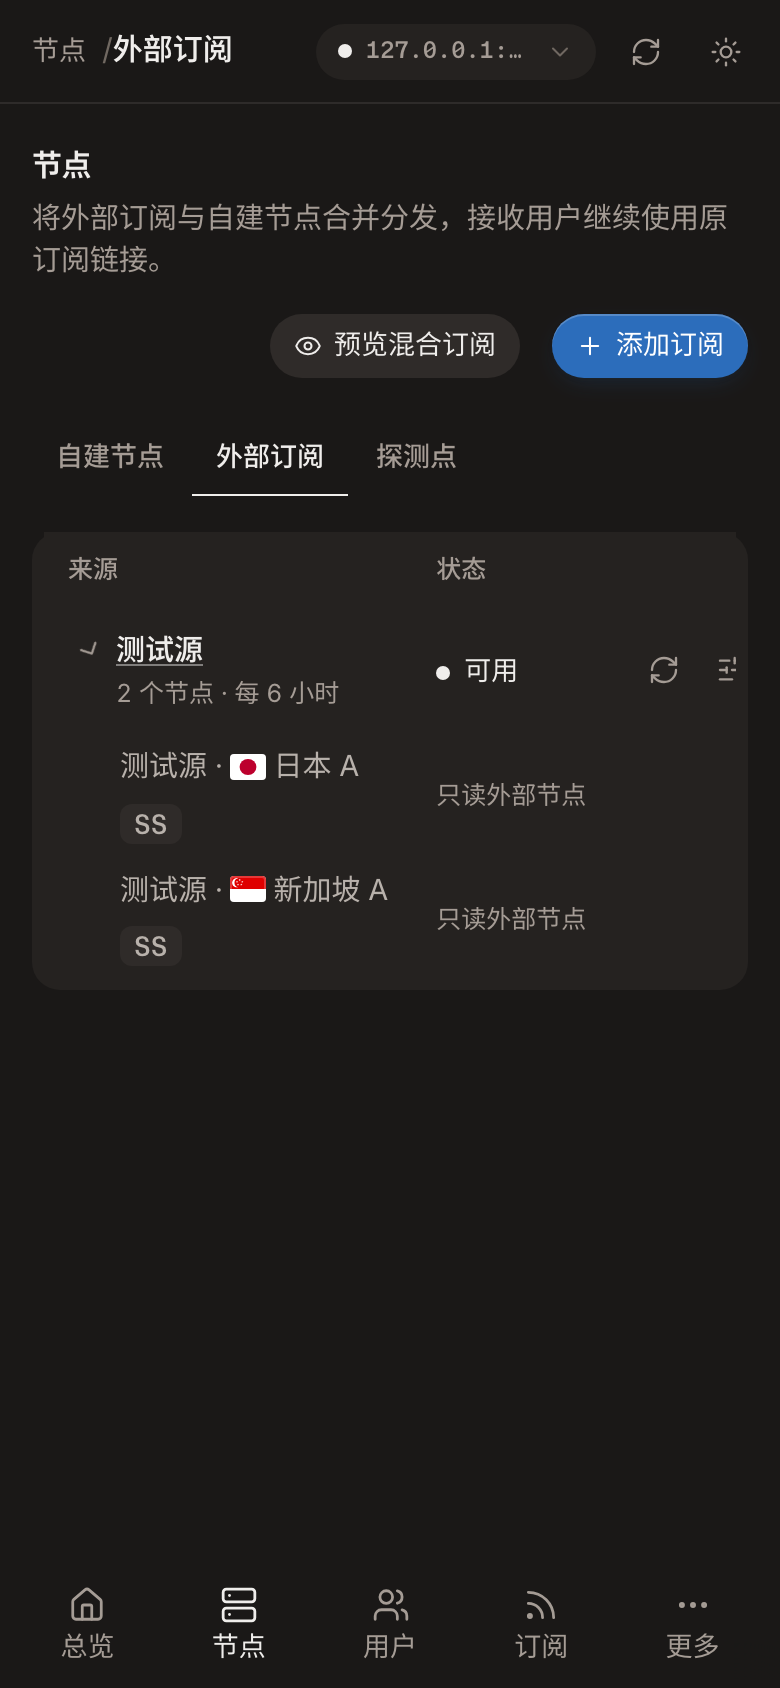 节点 /外部订阅
127.0.0.1:…
节点
将外部订阅与自建节点合并分发，接收用户继续使用原
订阅链接。
预览混合订阅
添加订阅
自建节点 外部订阅 探测点
来源 状态
测试源
2 个节点 · 每 6 小时
可用
测试源 · 🇯🇵 日本 A
SS
只读外部节点
测试源 · 🇸🇬 新加坡 A
SS
只读外部节点
总览 节点 用户 订阅 更多